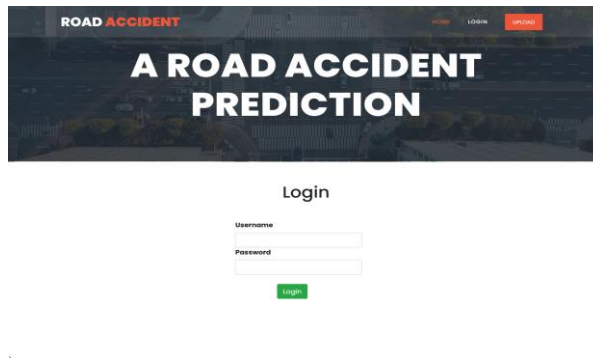 ROAD ACCIDENT
HOME LOGIN UPLOAD
A ROAD ACCIDENT
PREDICTION
Login
Username
Password
Login